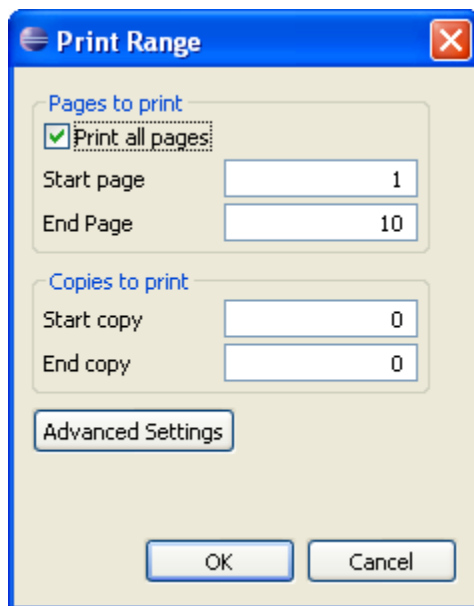 Print Range
Pages to print
Print all pages
Start page 1
End Page 10
Copies to print
Start copy 0
End copy 0
Advanced Settings
OK Cancel